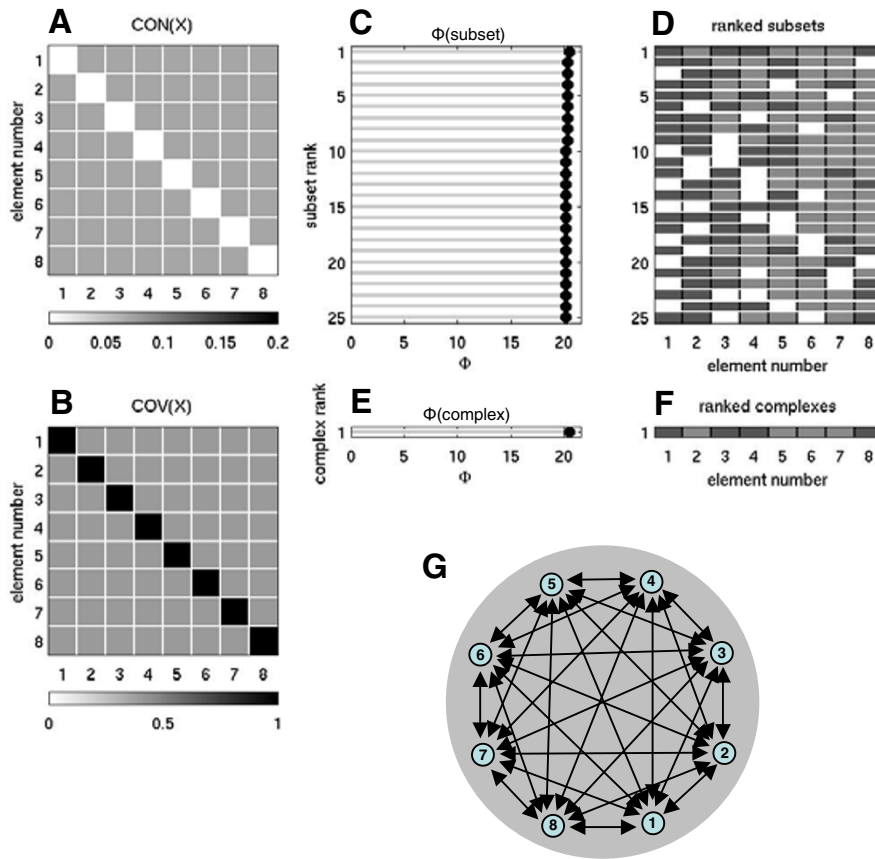 A
CON(X)
element number
1
2
3
4
5
6
7
8
1 2 3 4 5 6 7 8
0 0.05 0.1 0.15 0.2
C
Φ(subset)
subset rank
1
5
10
15
20
25
0 5 10 15 20
Φ
D
ranked subsets
1
5
10
15
20
25
1 2 3 4 5 6 7 8
element number
B
COV(X)
element number
1
2
3
4
5
6
7
8
1 2 3 4 5 6 7 8
0 0.5 1
E
Φ(complex)
complex rank
1
0 5 10 15 20
Φ
F
ranked complexes
1
1 2 3 4 5 6 7 8
element number
G
5 4
6 3
7 2
8 1